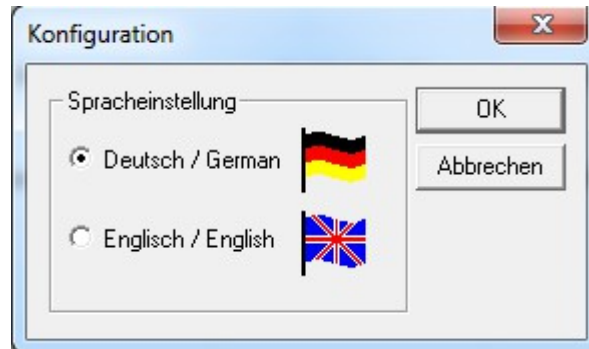 Konfiguration
Spracheinstellung
Deutsch / German
Englisch / English
OK
Abbrechen